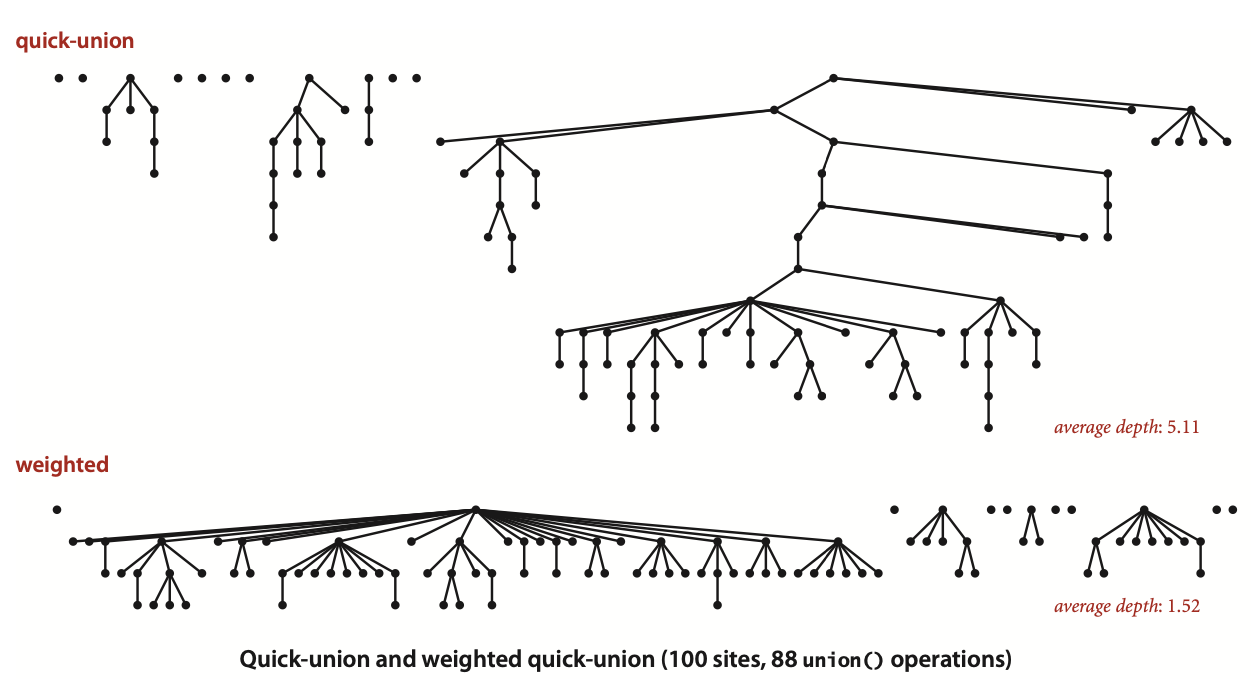 quick-union
average depth: 5.11
weighted
average depth: 1.52
Quick-union and weighted quick-union (100 sites, 88 union() operations)